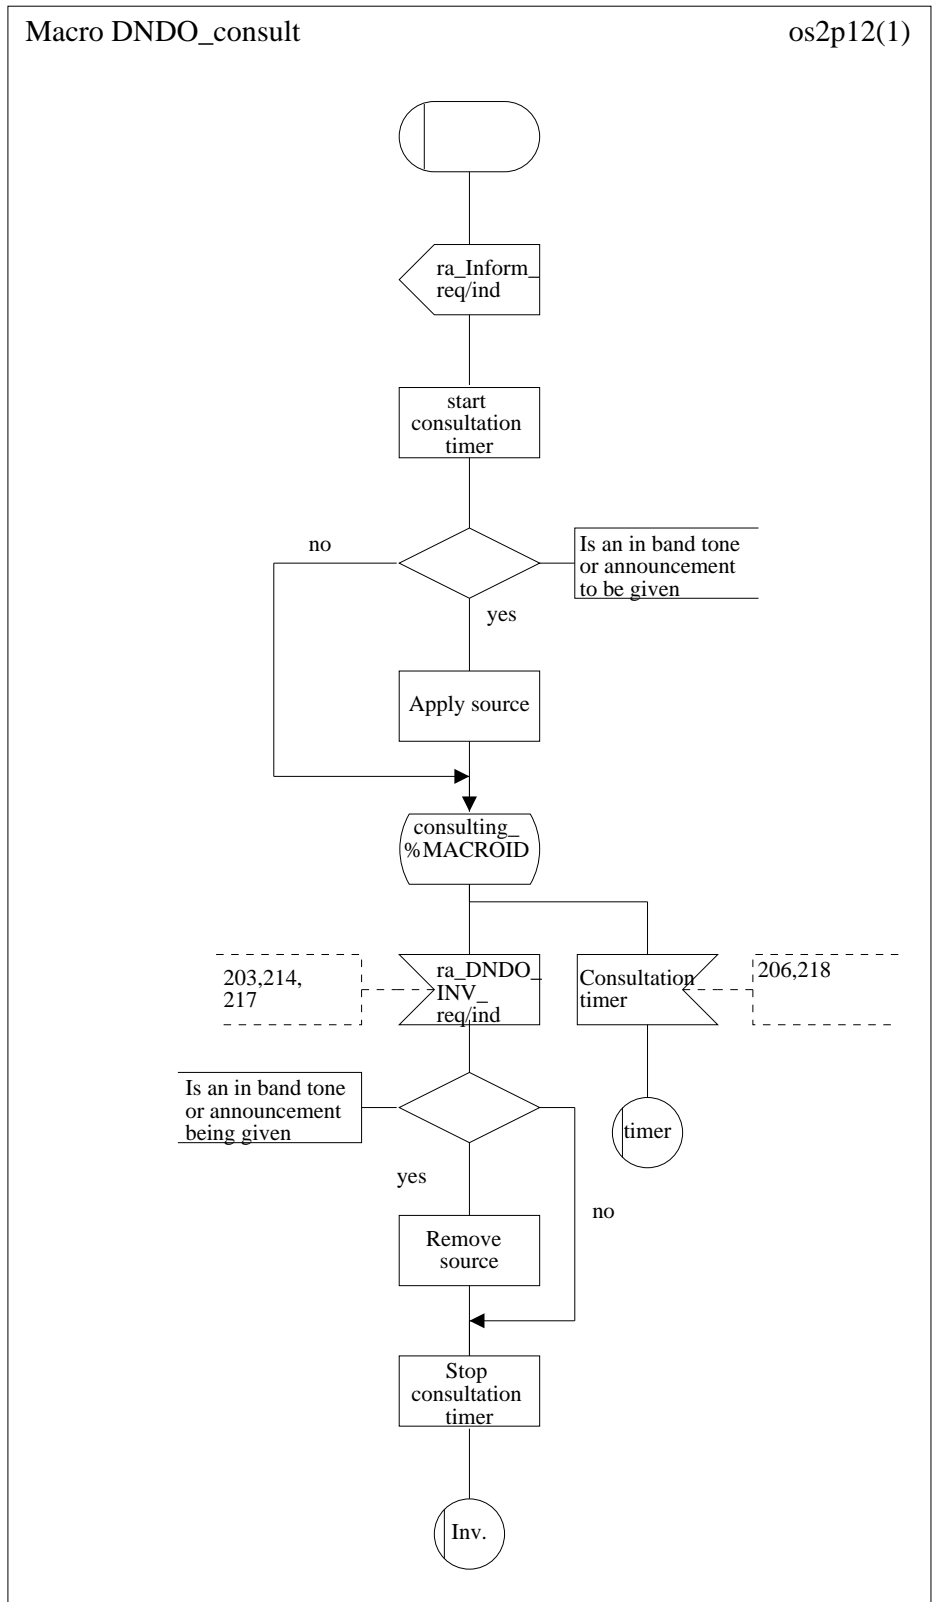 Macro DNDO_consult
os2p12(1)
ra_Inform_
req/ind
start
consultation
timer
no
Is an in band tone
or announcement
to be given
yes
Apply source
consulting_
%MACROID
203,214,
217
ra_DNDO_
INV_
req/ind
Consultation
timer
206,218
Is an in band tone
or announcement
being given
timer
yes
no
Remove
source
Stop
consultation
timer
Inv.